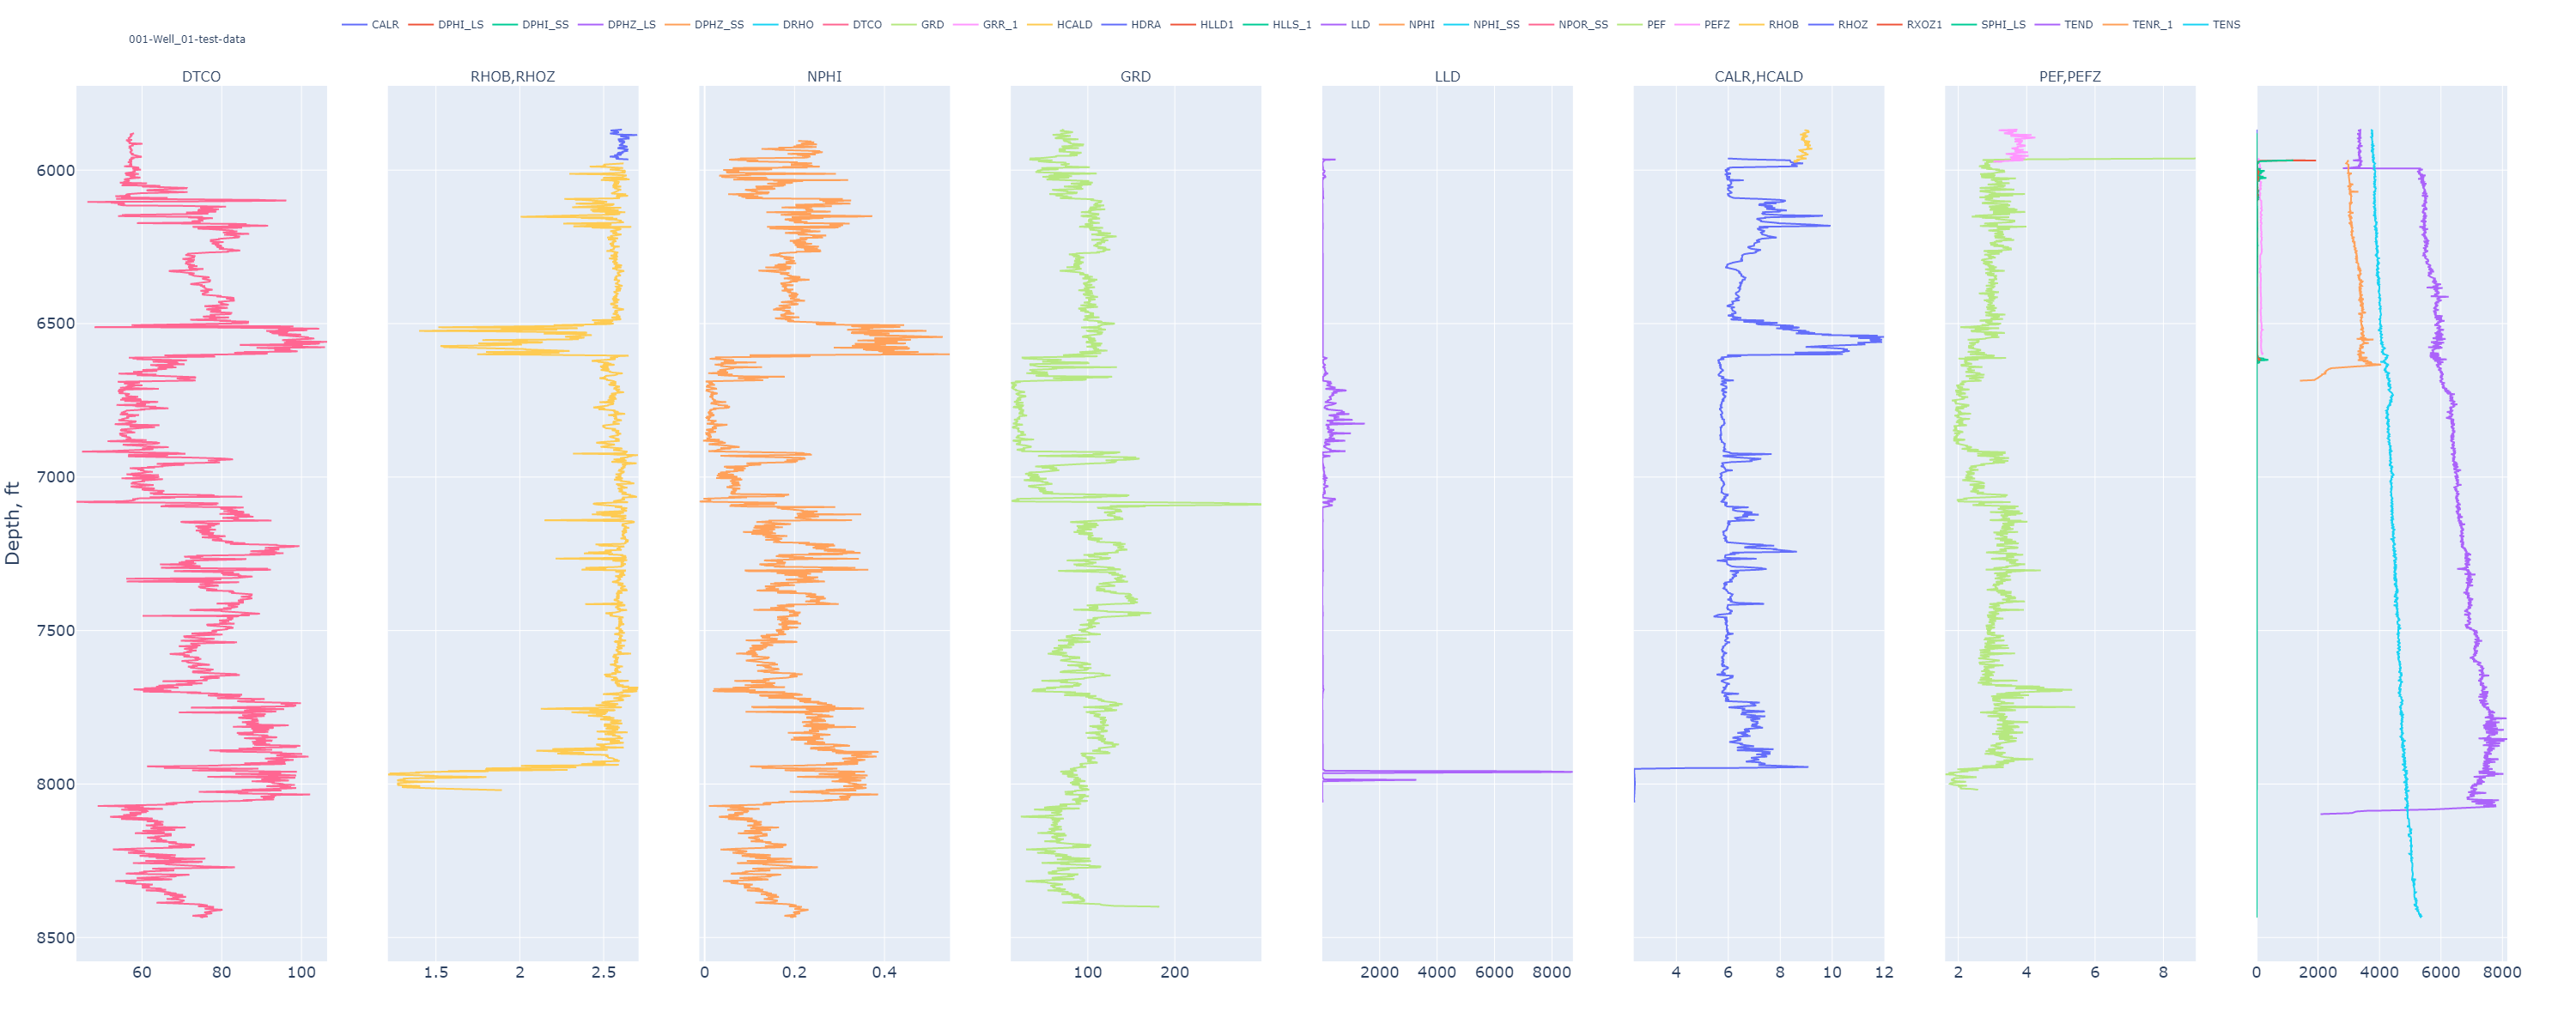 CALR DPHI_LS DPHI_SS DPHZ_LS DPHZ_SS DRHO DTCO GRD GRR_1 HCALD HDRA HLLD1 HLLS_1 LLD NPHI NPHI_SS NPOR_SS PEF PEFZ RHOB RHOZ RXOZ1 SPHI_LS TEND TENR_1 TENS
001-Well_01-test-data
DTCO RHOB,RHOZ NPHI GRD LLD CALR,HCALD PEF,PEFZ
6000
6500
7000
Depth, ft
7500
8000
8500
60 80 100 1.5 2 2.5 0 0.2 0.4 100 200 2000 4000 6000 8000 4 6 8 10 12 2 4 6 8 0 2000 4000 6000 8000